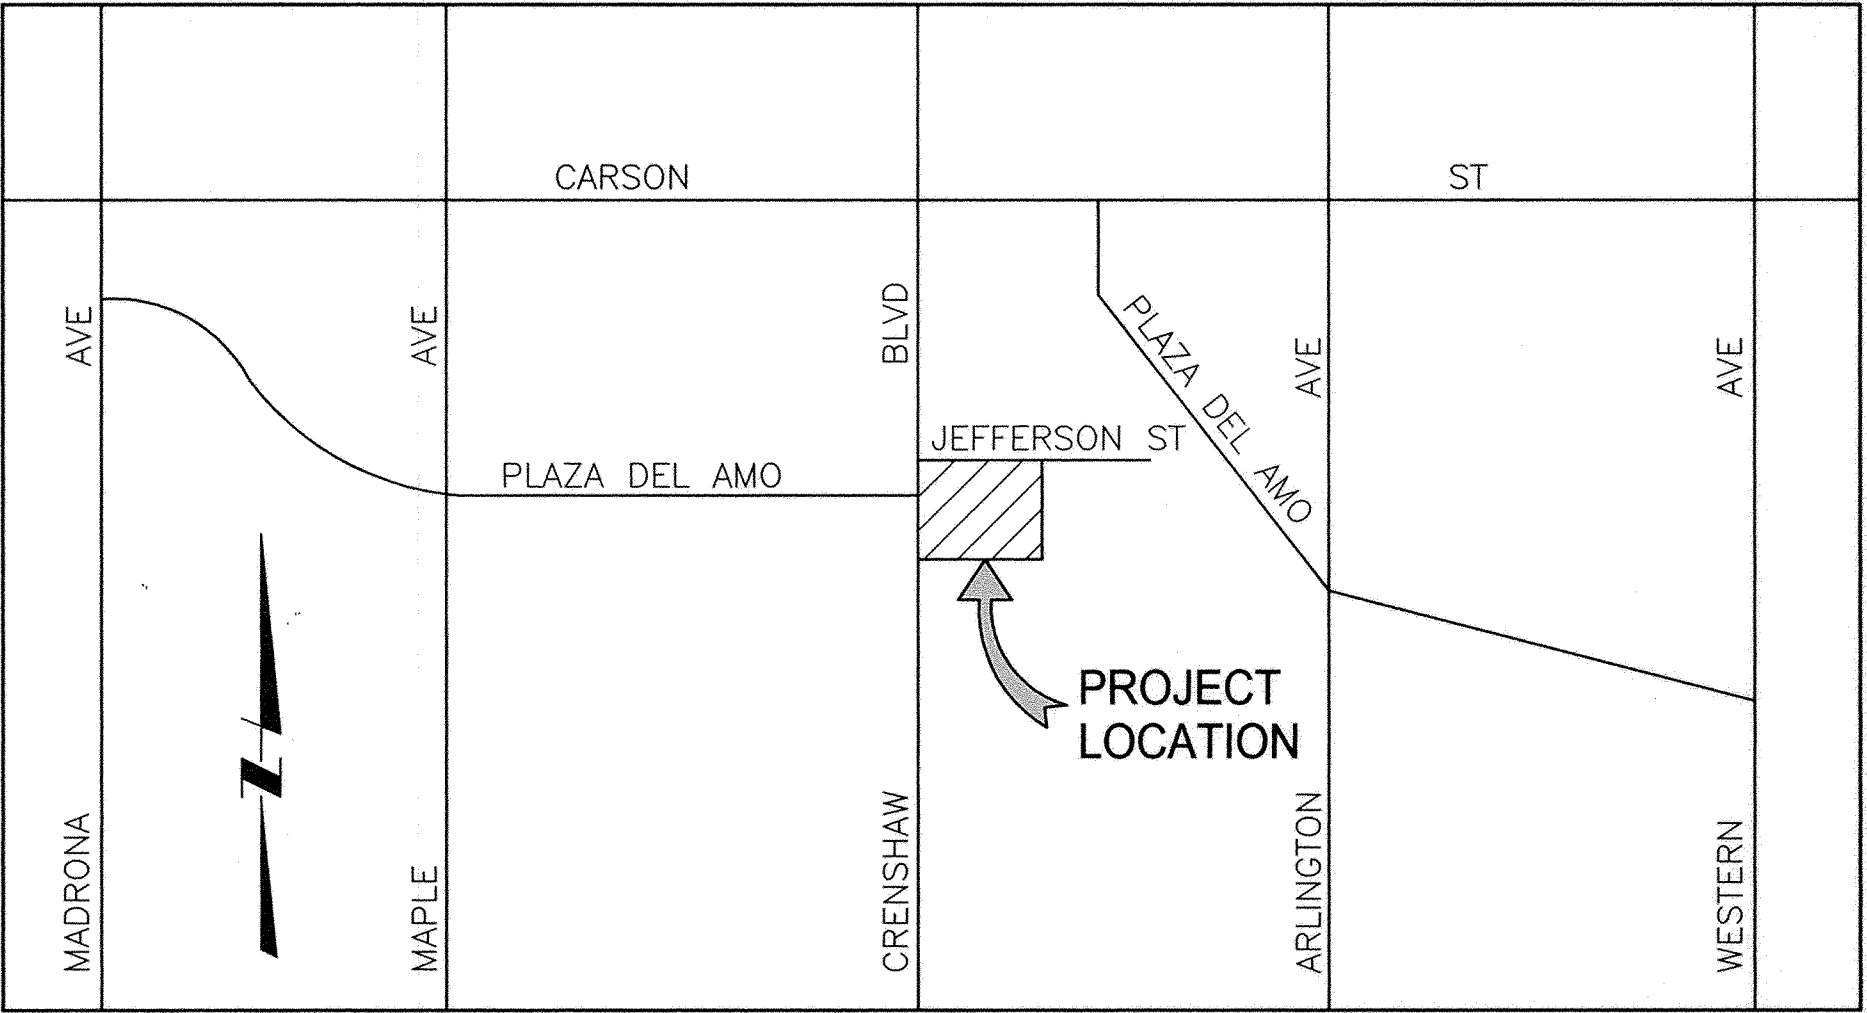 CARSON ST
MADRONA AVE
MAPLE AVE
CRENSHAW BLVD
ARLINGTON AVE
WESTERN AVE
PLAZA DEL AMO
JEFFERSON ST
PLAZA DEL AMO
PROJECT
LOCATION
N